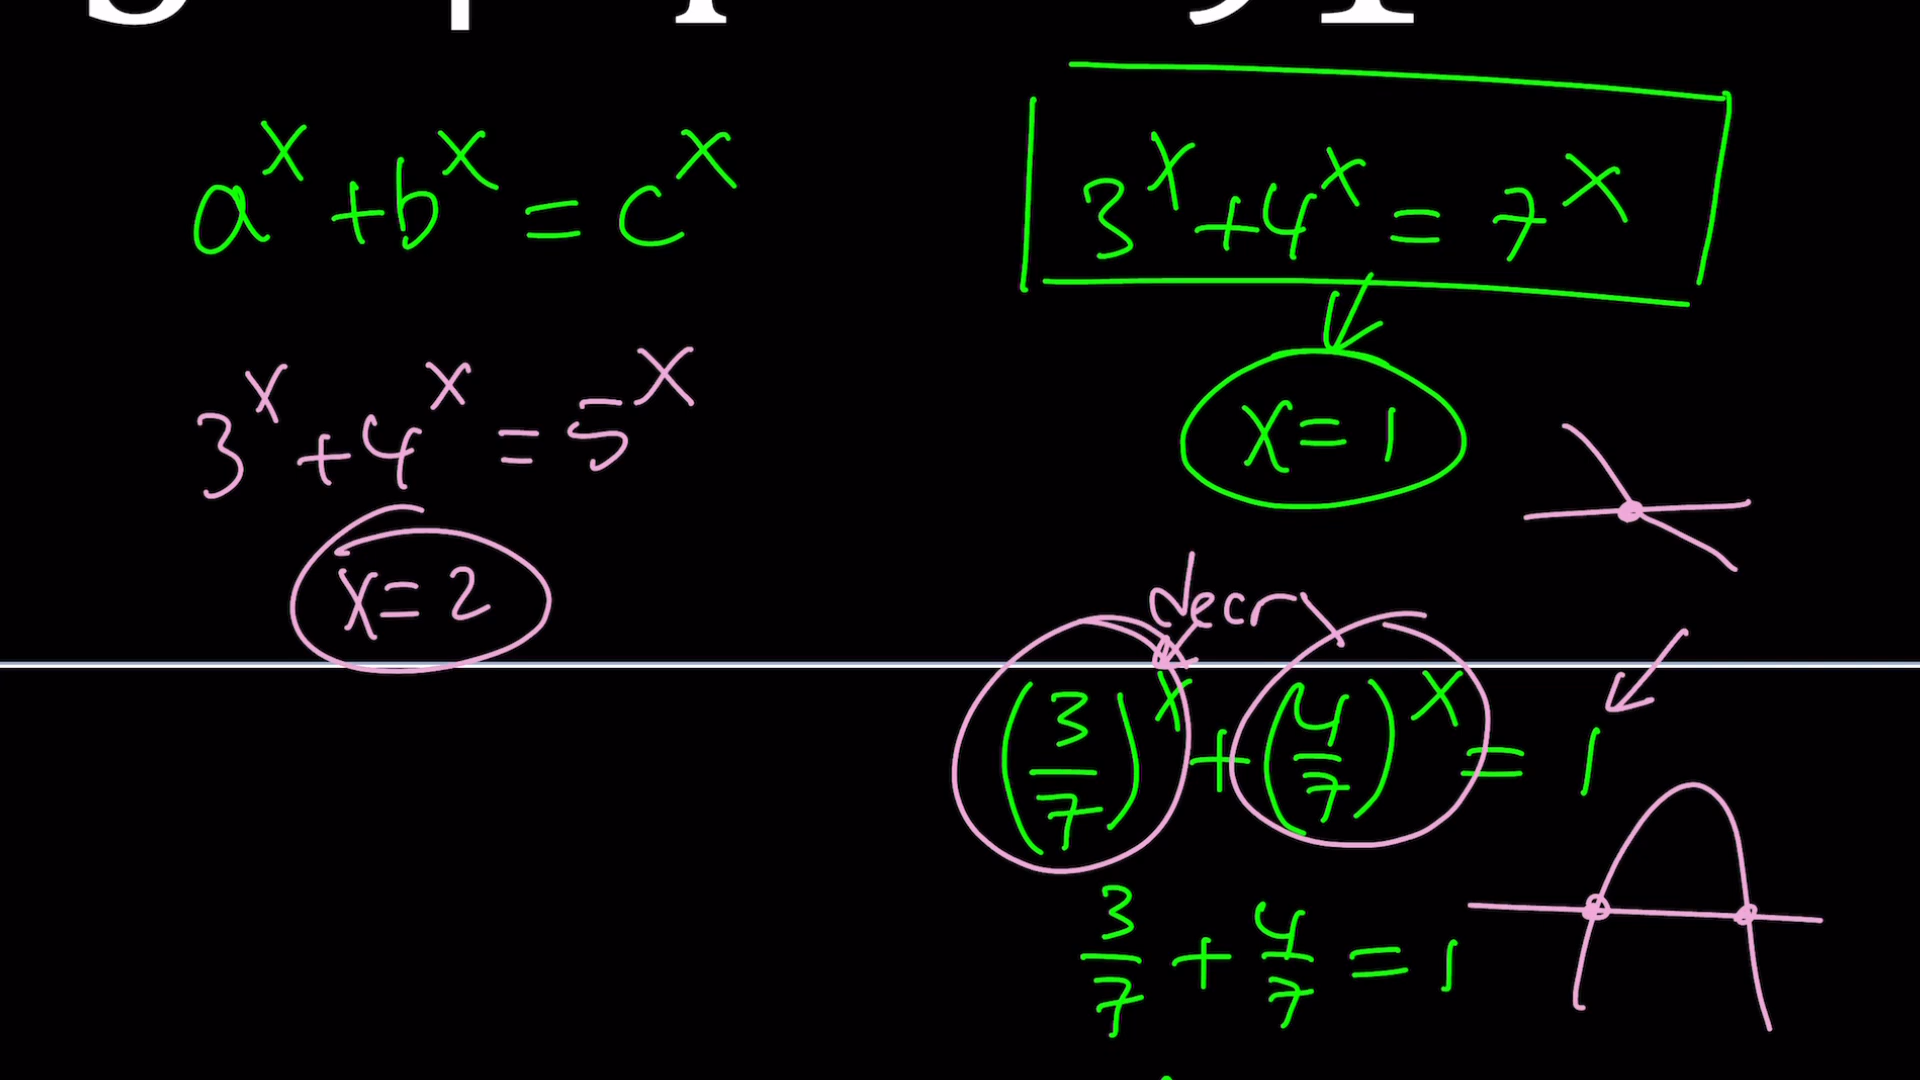 a^x + b^x = c^x
3^x + 4^x = 5^x
x = 2
3^x + 4^x = 7^x
x = 1
decr
(3/7)^x + (4/7)^x = 1
3/7 + 4/7 = 1